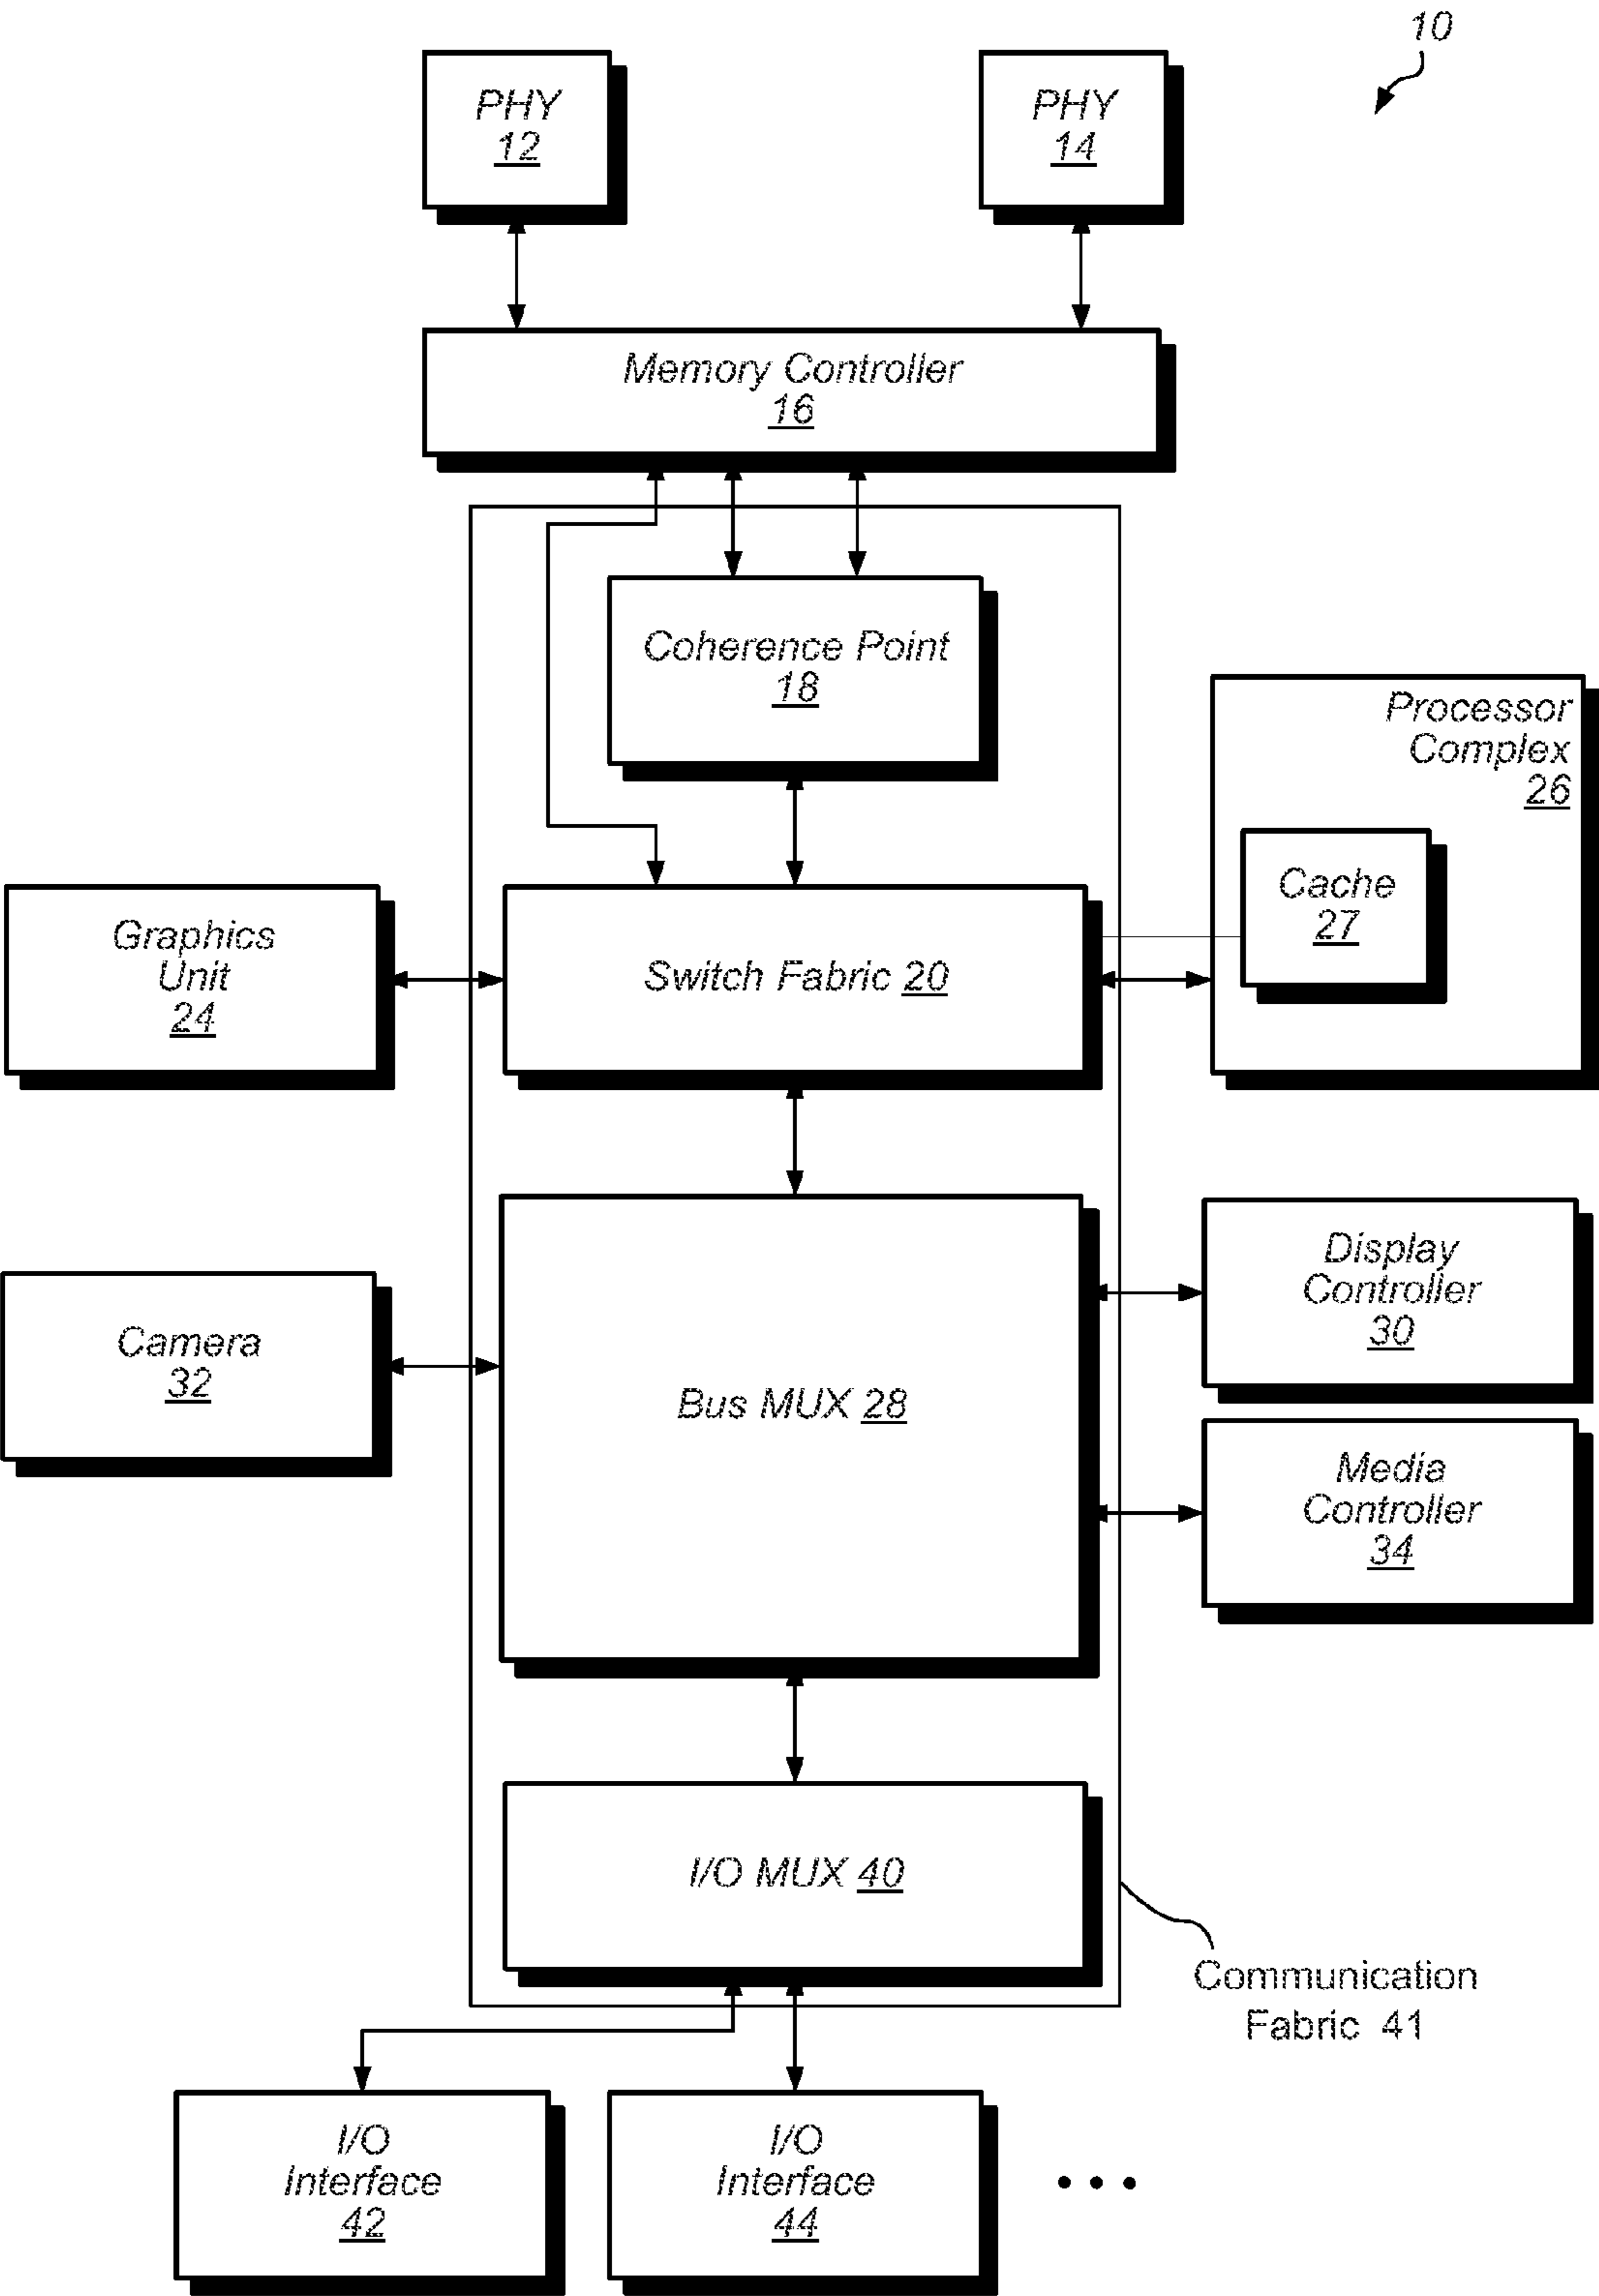 10
PHY
12
PHY
14
Memory Controller
16
Coherence Point
18
Processor
Complex
26
Cache
27
Graphics
Unit
24
Switch Fabric 20
Display
Controller
30
Camera
32
Bus MUX 28
Media
Controller
34
I/O MUX 40
Communication
Fabric 41
I/O
Interface
42
I/O
Interface
44
• • •